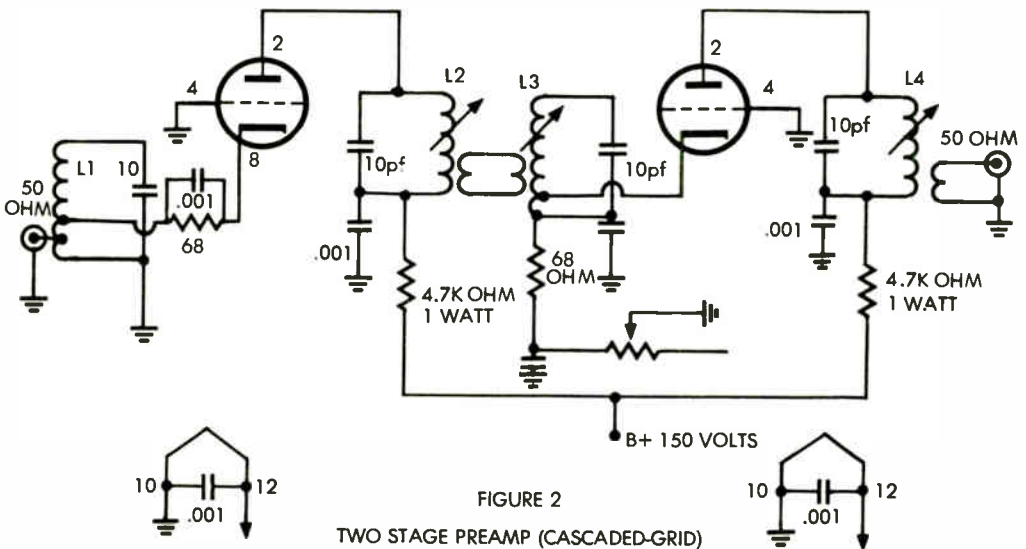 2
4
8
L1
10
50
OHM
.001
68
L2
10pf
.001
4.7K OHM
1 WATT
L3
10pf
68
OHM
2
4
L4
10pf
50 OHM
.001
4.7K OHM
1 WATT
B+ 150 VOLTS
10
12
.001
10
12
.001
FIGURE 2
TWO STAGE PREAMP (CASCADED-GRID)